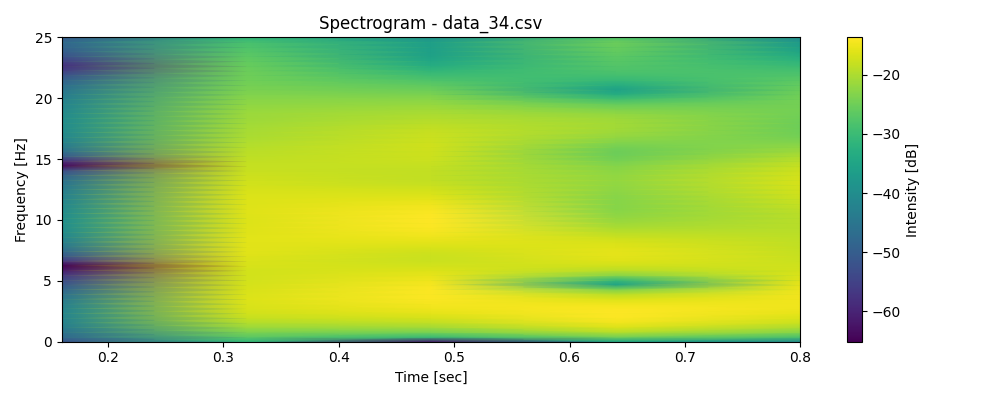 Spectrogram - data_34.csv
25
20
15
10
5
0
Frequency [Hz]
0.2 0.3 0.4 0.5 0.6 0.7 0.8
Time [sec]
−20
−30
−40
−50
−60
Intensity [dB]